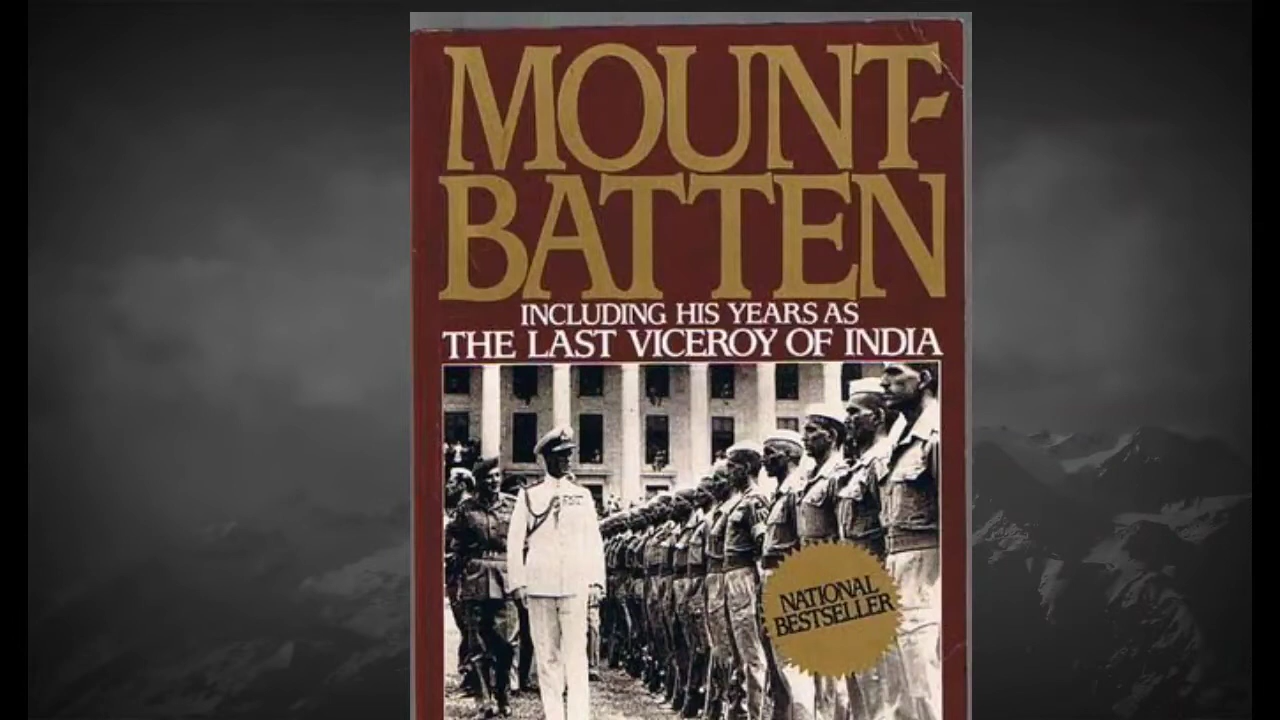 MOUNT-
BATTEN
INCLUDING HIS YEARS AS
THE LAST VICEROY OF INDIA
NATIONAL
BESTSELLER